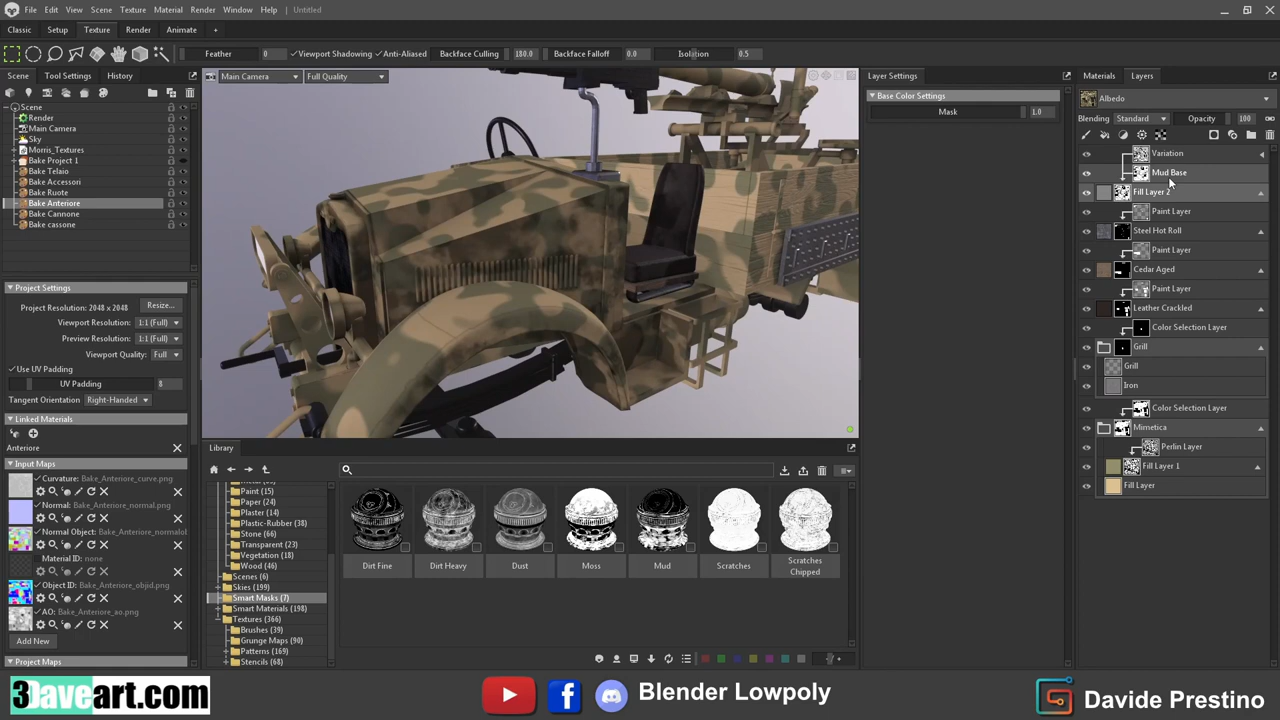 File Edit View Scene Texture Material Render Window Help Untitled
Classic Setup Texture Render Animate +
Feather 0 Viewport Shadowing Anti-Aliased Backface Culling 180.0 Backface Falloff 0.0 Isolation 0.5
Scene Tool Settings History
Main Camera Full Quality
Layer Settings
Materials Layers
Scene
Render
Main Camera
Sky
Morris_Textures
Bake Project 1
Bake Telaio
Bake Accessori
Bake Ruote
Bake Anteriore
Bake Cannone
Bake cassone
Project Settings
Project Resolution: 2048 x 2048 Resize...
Viewport Resolution: 1:1 (Full)
Preview Resolution: 1:1 (Full)
Viewport Quality: Full
Use UV Padding
UV Padding 8
Tangent Orientation Right-Handed
Linked Materials
Anteriore
Input Maps
Curvature: Bake_Anteriore_curve.png
Normal: Bake_Anteriore_normal.png
Normal Object: Bake_Anteriore_normalobj
Material ID: none
Object ID: Bake_Anteriore_objid.png
AO: Bake_Anteriore_ao.png
Add New
Project Maps
Library
Metal
Paint (15)
Paper (24)
Plaster (14)
Plastic-Rubber (38)
Stone (66)
Transparent (23)
Vegetation (18)
Wood (46)
Scenes (6)
Skies (199)
Smart Masks (7)
Smart Materials (198)
Textures (366)
Brushes (39)
Grunge Maps (90)
Patterns (169)
Stencils (68)
Dirt Fine
Dirt Heavy
Dust
Moss
Mud
Scratches
Scratches
Chipped
Base Color Settings
Mask 1.0
Albedo
Blending Standard Opacity 100
Variation
Mud Base
Fill Layer 2
Paint Layer
Steel Hot Roll
Paint Layer
Cedar Aged
Paint Layer
Leather Crackled
Color Selection Layer
Grill
Grill
Iron
Color Selection Layer
Mimetica
Perlin Layer
Fill Layer 1
Fill Layer
3Daveart.com
Blender Lowpoly
Davide Prestino